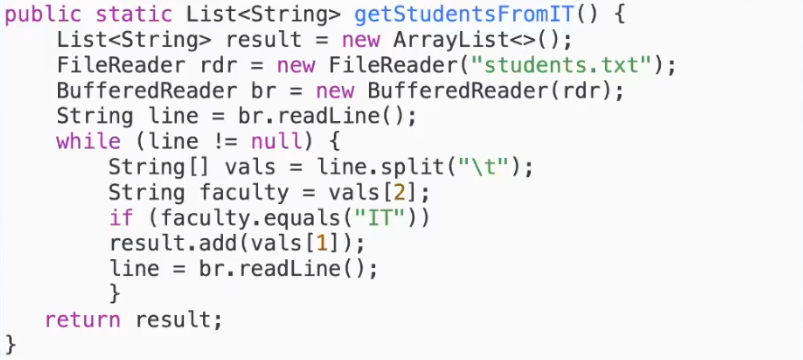 public static List<String> getStudentsFromIT() {
    List<String> result = new ArrayList<>();
    FileReader rdr = new FileReader("students.txt");
    BufferedReader br = new BufferedReader(rdr);
    String line = br.readLine();
    while (line != null) {
        String[] vals = line.split("\t");
        String faculty = vals[2];
        if (faculty.equals("IT"))
        result.add(vals[1]);
        line = br.readLine();
        }
   return result;
}